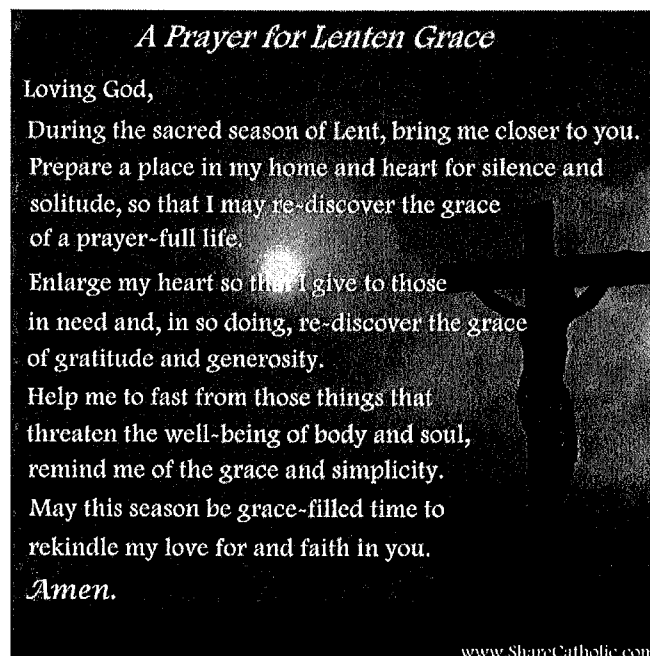 A Prayer for Lenten Grace
Loving God,
During the sacred season of Lent, bring me closer to you.
Prepare a place in my home and heart for silence and
solitude, so that I may re-discover the grace
of a prayer-full life.
Enlarge my heart so that I give to those
in need and, in so doing, re-discover the grace
of gratitude and generosity.
Help me to fast from those things that
threaten the well-being of body and soul,
remind me of the grace and simplicity.
May this season be grace-filled time to
rekindle my love for and faith in you.
Amen.
www.ShareCatholic.com